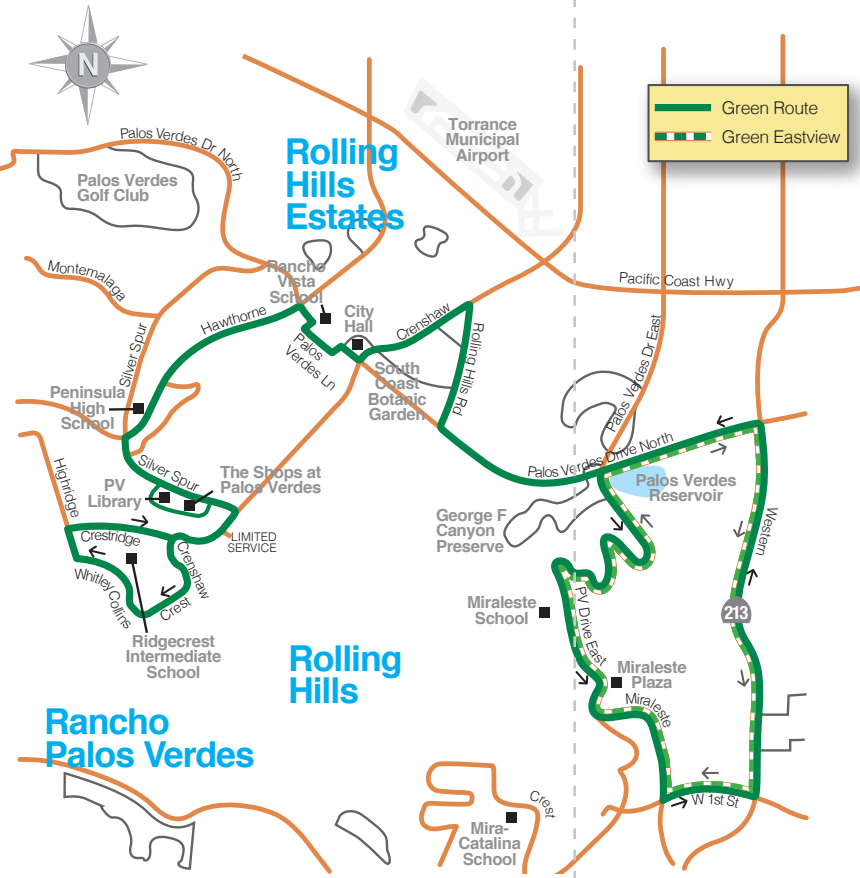 N
Green Route
Green Eastview
Palos Verdes Dr North
Rolling
Hills
Estates
Torrance
Municipal
Airport
Palos Verdes
Golf Club
Montemalaga
Rancho
Vista
School
Pacific Coast Hwy
Hawthorne
City
Hall
Crenshaw
Palos
Verdes Ln
Rolling Hills Rd
Palos Verdes Dr East
Silver Spur
South
Coast
Botanic
Garden
Peninsula
High
School
Silver Spur
The Shops at
Palos Verdes
PV
Library
Highridge
Palos Verdes Drive North
Palos Verdes
Reservoir
George F
Canyon
Preserve
Western
LIMITED
SERVICE
Crestridge
Crenshaw
Whitley Collins
Crest
Ridgecrest
Intermediate
School
Miraleste
School
PV Drive East
213
Rolling
Hills
Miraleste
Plaza
Miraleste
Rancho
Palos Verdes
W 1st St
Crest
Mira-
Catalina
School